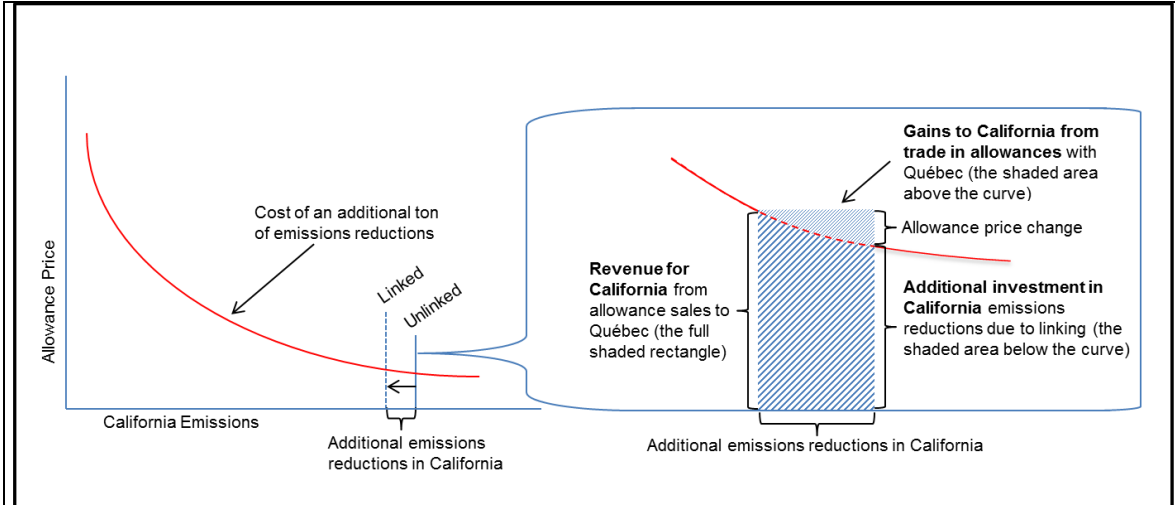 Allowance Price
Cost of an additional ton
of emissions reductions
Linked
Unlinked
California Emissions
Additional emissions
reductions in California
Gains to California from
trade in allowances with
Québec (the shaded area
above the curve)
Allowance price change
Revenue for
California from
allowance sales to
Québec (the full
shaded rectangle)
Additional investment in
California emissions
reductions due to linking (the
shaded area below the curve)
Additional emissions reductions in California